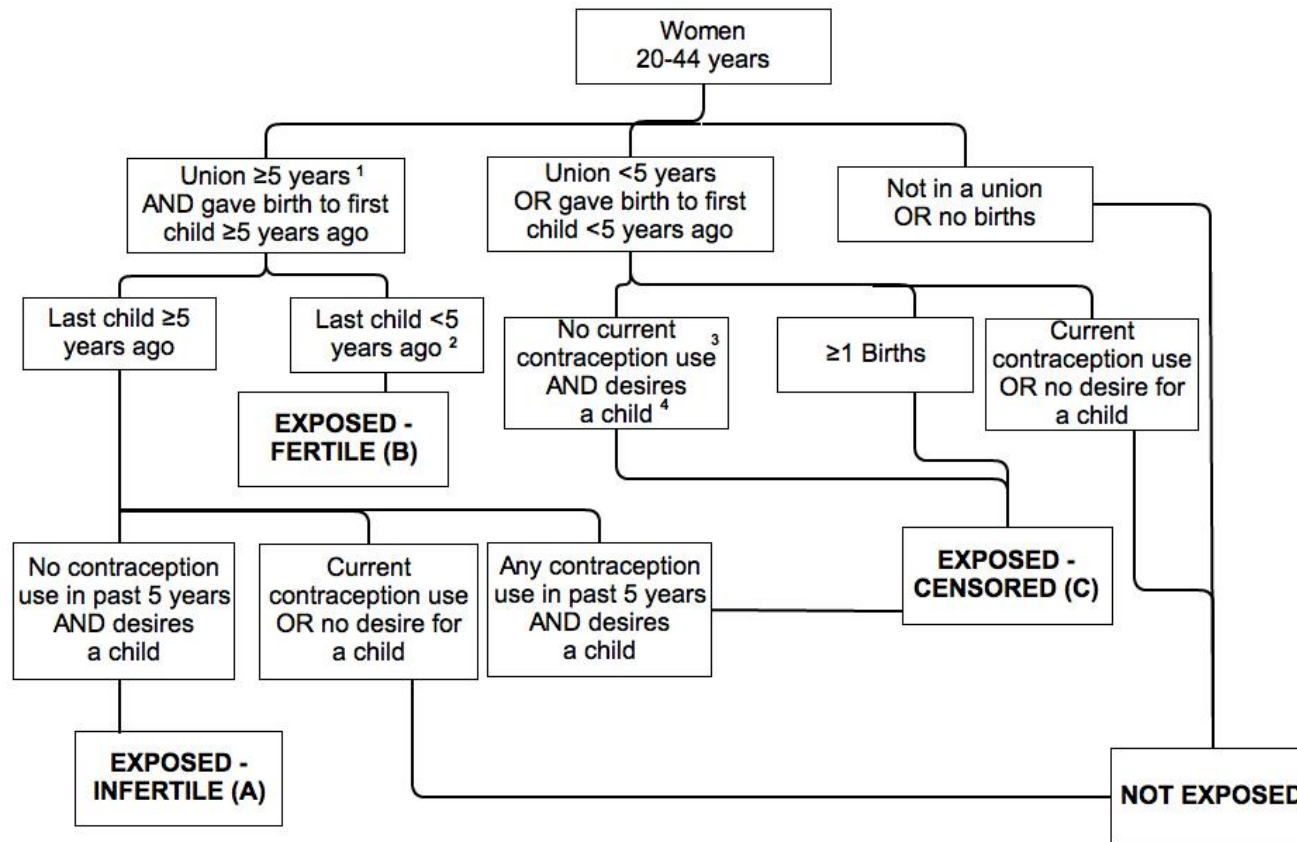 Women
20-44 years
Union ≥5 years ¹
AND gave birth to first
child ≥5 years ago
Union <5 years
OR gave birth to first
child <5 years ago
Not in a union
OR no births
Last child ≥5
years ago
Last child <5
years ago ²
No current
contraception use ³
AND desires
a child ⁴
≥1 Births
Current
contraception use
OR no desire for
a child
EXPOSED -
FERTILE (B)
No contraception
use in past 5 years
AND desires
a child
Current
contraception use
OR no desire for
a child
Any contraception
use in past 5 years
AND desires
a child
EXPOSED -
CENSORED (C)
EXPOSED -
INFERTILE (A)
NOT EXPOSED